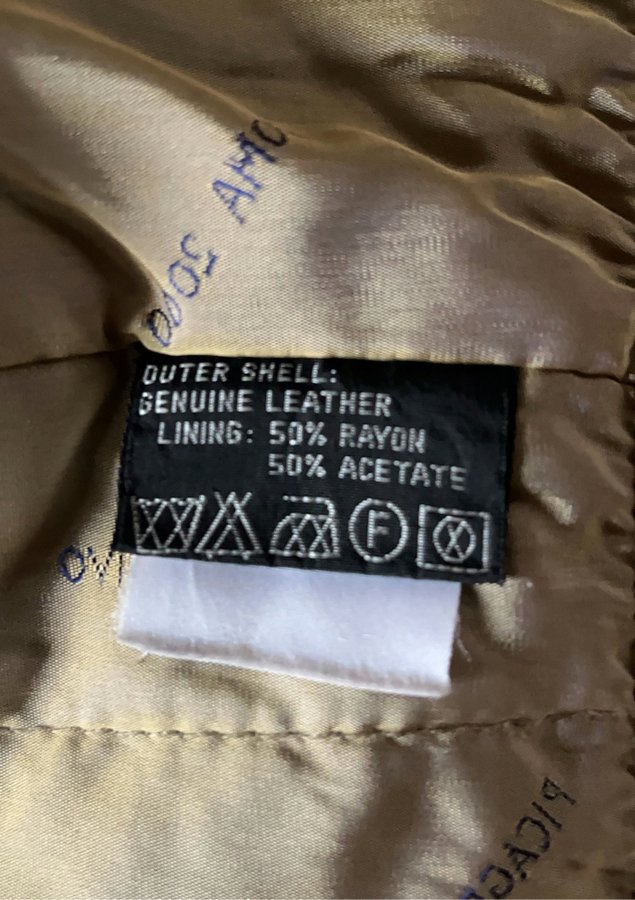 OUTER SHELL:
GENUINE LEATHER
LINING: 50% RAYON
50% ACETATE
F